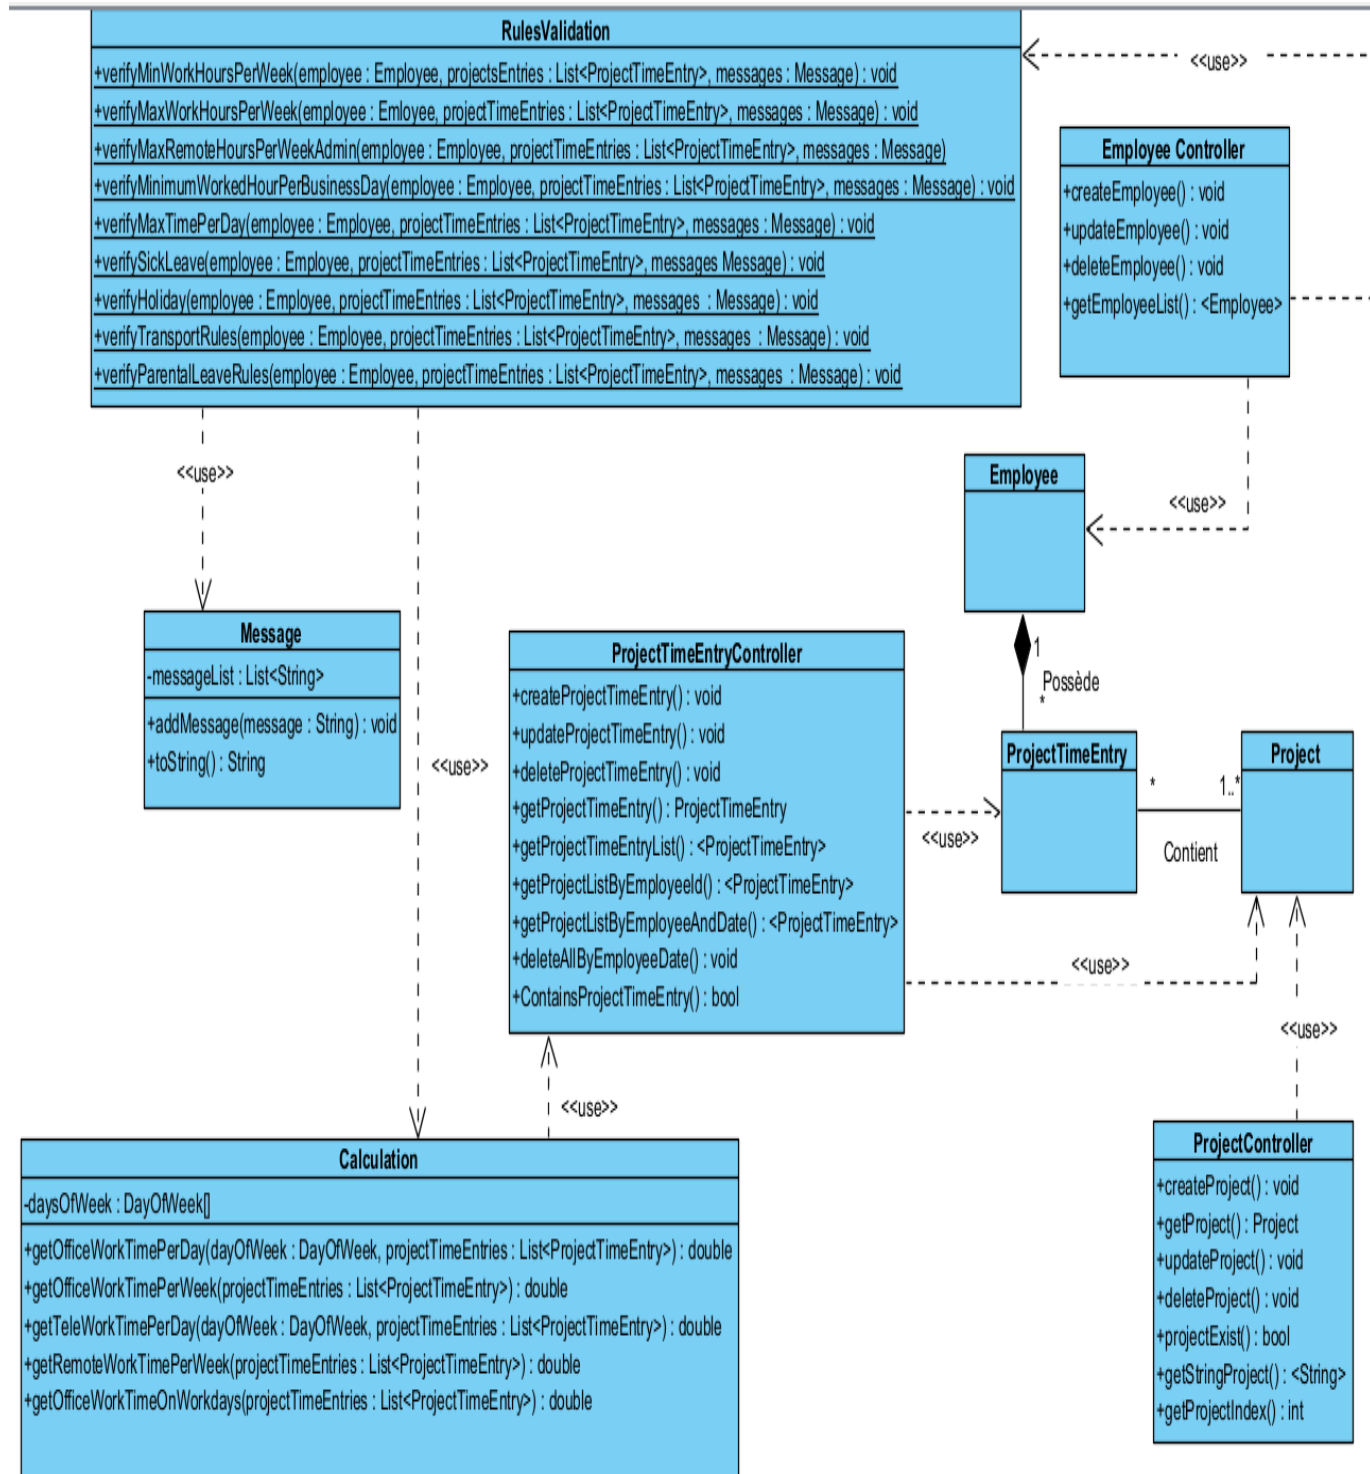 RulesValidation
+verifyMinWorkHoursPerWeek(employee : Employee, projectsEntries : List<ProjectTimeEntry>, messages : Message) : void
+verifyMaxWorkHoursPerWeek(employee : Emloyee, projectTimeEntries : List<ProjectTimeEntry>, messages : Message) : void
+verifyMaxRemoteHoursPerWeekAdmin(employee : Employee, projectTimeEntries : List<ProjectTimeEntry>, messages : Message)
+verifyMinimumWorkedHourPerBusinessDay(employee : Employee, projectTimeEntries : List<ProjectTimeEntry>, messages : Message) : void
+verifyMaxTimePerDay(employee : Employee, projectTimeEntries : List<ProjectTimeEntry>, messages : Message) : void
+verifySickLeave(employee : Employee, projectTimeEntries : List<ProjectTimeEntry>, messages Message) : void
+verifyHoliday(employee : Employee, projectTimeEntries : List<ProjectTimeEntry>, messages : Message) : void
+verifyTransportRules(employee : Employee, projectTimeEntries : List<ProjectTimeEntry>, messages : Message) : void
+verifyParentalLeaveRules(employee : Employee, projectTimeEntries : List<ProjectTimeEntry>, messages : Message) : void
<<use>>
Employee Controller
+createEmployee() : void
+updateEmployee() : void
+deleteEmployee() : void
+getEmployeeList() : <Employee>
<<use>>
<<use>>
Employee
1
Possède
*
Message
-messageList : List<String>
+addMessage(message : String) : void
+toString() : String
<<use>>
ProjectTimeEntryController
+createProjectTimeEntry() : void
+updateProjectTimeEntry() : void
+deleteProjectTimeEntry() : void
+getProjectTimeEntry() : ProjectTimeEntry
+getProjectTimeEntryList() : <ProjectTimeEntry>
+getProjectListByEmployeeId() : <ProjectTimeEntry>
+getProjectListByEmployeeAndDate() : <ProjectTimeEntry>
+deleteAllByEmployeeDate() : void
+ContainsProjectTimeEntry() : bool
<<use>>
ProjectTimeEntry
*
1..*
Contient
Project
<<use>>
<<use>>
<<use>>
Calculation
-daysOfWeek : DayOfWeek[]
+getOfficeWorkTimePerDay(dayOfWeek : DayOfWeek, projectTimeEntries : List<ProjectTimeEntry>) : double
+getOfficeWorkTimePerWeek(projectTimeEntries : List<ProjectTimeEntry>) : double
+getTeleWorkTimePerDay(dayOfWeek : DayOfWeek, projectTimeEntries : List<ProjectTimeEntry>) : double
+getRemoteWorkTimePerWeek(projectTimeEntries : List<ProjectTimeEntry>) : double
+getOfficeWorkTimeOnWorkdays(projectTimeEntries : List<ProjectTimeEntry>) : double
ProjectController
+createProject() : void
+getProject() : Project
+updateProject() : void
+deleteProject() : void
+projectExist() : bool
+getStringProject() : <String>
+getProjectIndex() : int